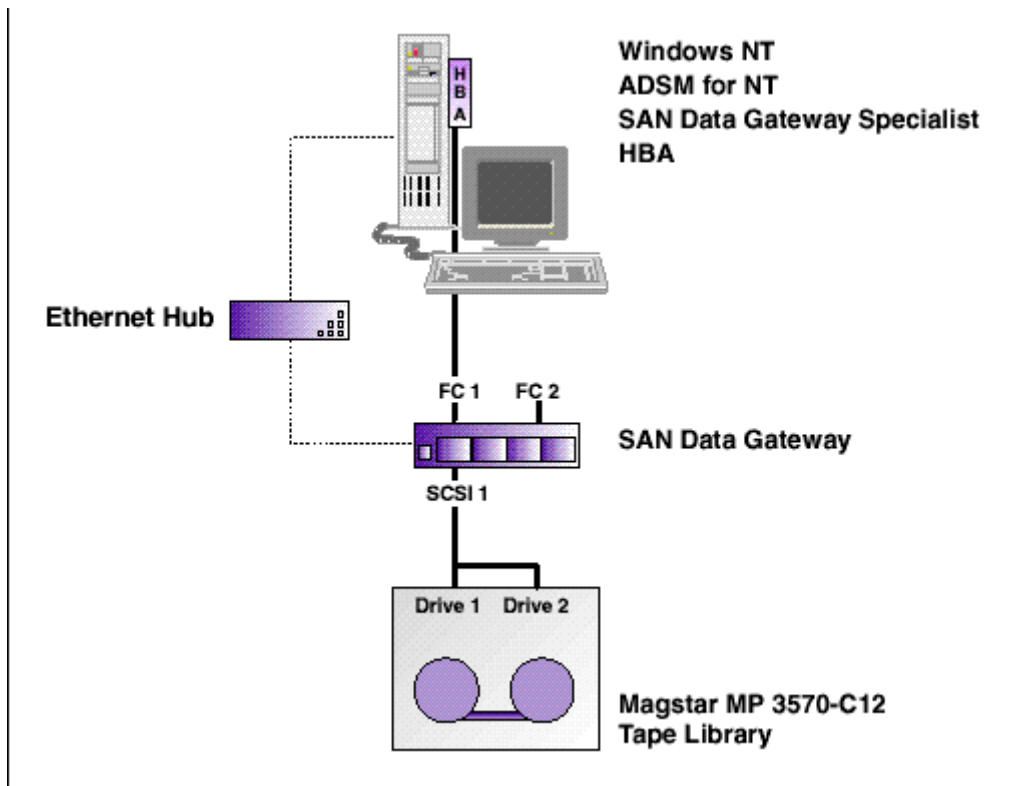 Windows NT
ADSM for NT
SAN Data Gateway Specialist
HBA
H
B
A
Ethernet Hub
FC 1 FC 2
SAN Data Gateway
SCSI 1
Drive 1 Drive 2
Magstar MP 3570-C12
Tape Library